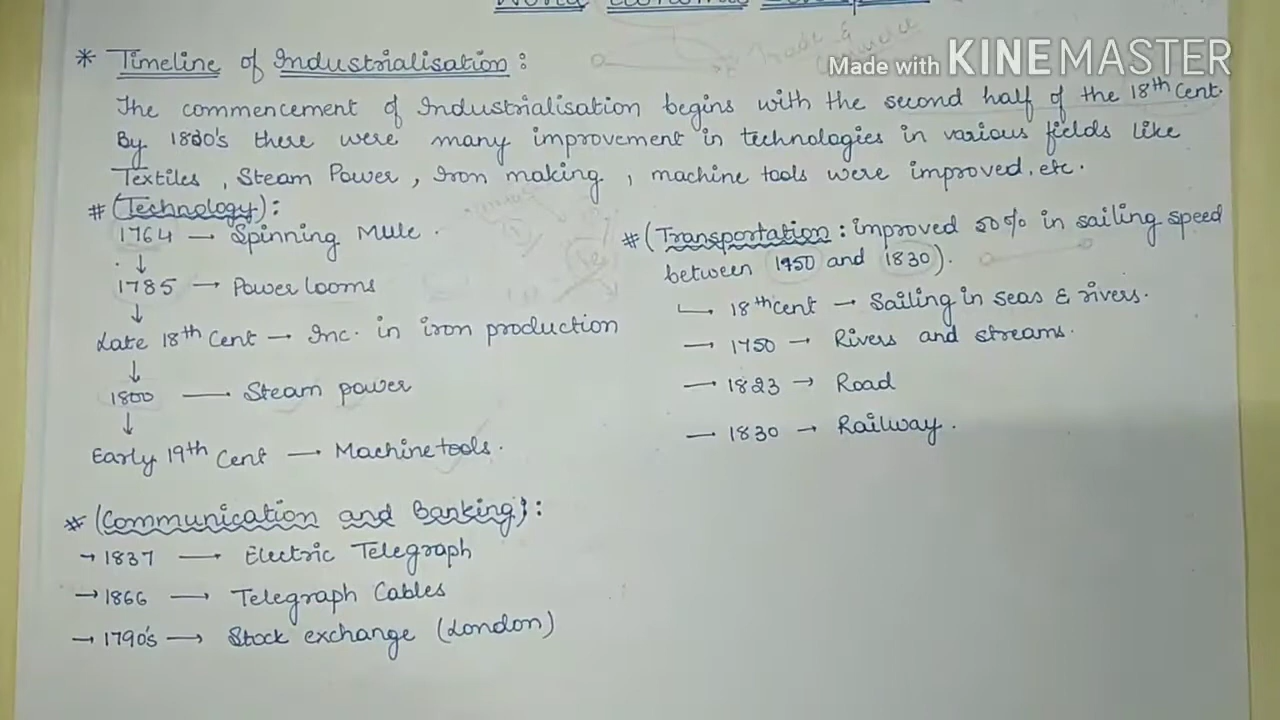 World Economic
* Timeline of Industrialisation :
Made with KINEMASTER
The commencement of Industrialisation begins with the second half of the 18th Cent.
By 1830's there were many improvement in technologies in various fields like
Textiles, Steam Power, Iron making, machine tools were improved. etc.
# (Technology) :
1764 → Spinning Mule.
↓
1785 → Power looms
↓
Late 18th Cent → Inc. in iron production
↓
1800 → Steam power
↓
Early 19th Cent → Machine tools.
# (Transportation : improved 50% in sailing speed
between 1750 and 1830).
18th cent → Sailing in seas & rivers.
→ 1750 → Rivers and streams.
→ 1823 → Road
→ 1830 → Railway.
# (Communication and Banking) :
→ 1837 → Electric Telegraph
→ 1866 → Telegraph Cables
→ 1790's → Stock exchange (London)